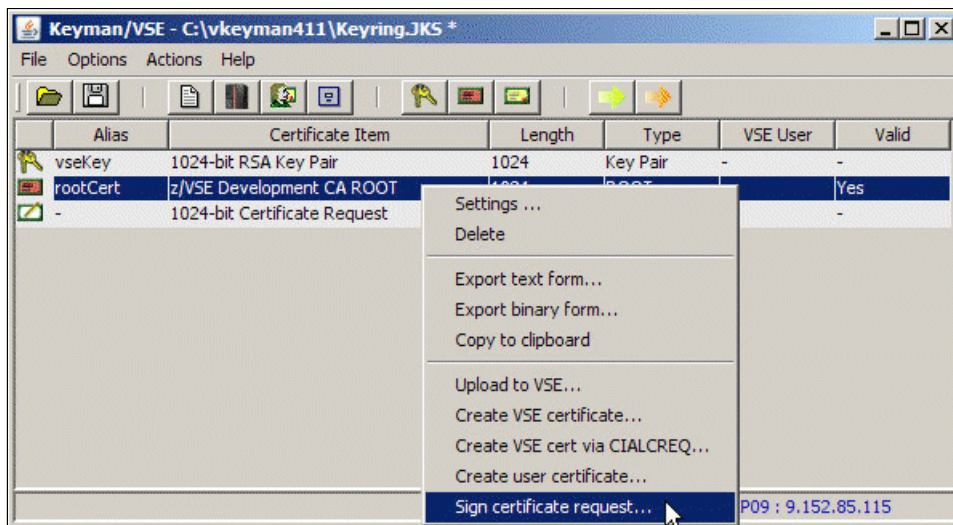 Keyman/VSE - C:\vkeyman411\Keyring.JKS *
File Options Actions Help
Alias Certificate Item Length Type VSE User Valid
vseKey 1024-bit RSA Key Pair 1024 Key Pair - -
rootCert z/VSE Development CA ROOT 1024 ROOT Yes
- 1024-bit Certificate Request -
Settings ...
Delete
Export text form...
Export binary form...
Copy to clipboard
Upload to VSE...
Create VSE certificate...
Create VSE cert via CIALCREQ...
Create user certificate...
Sign certificate request...
P09 : 9.152.85.115